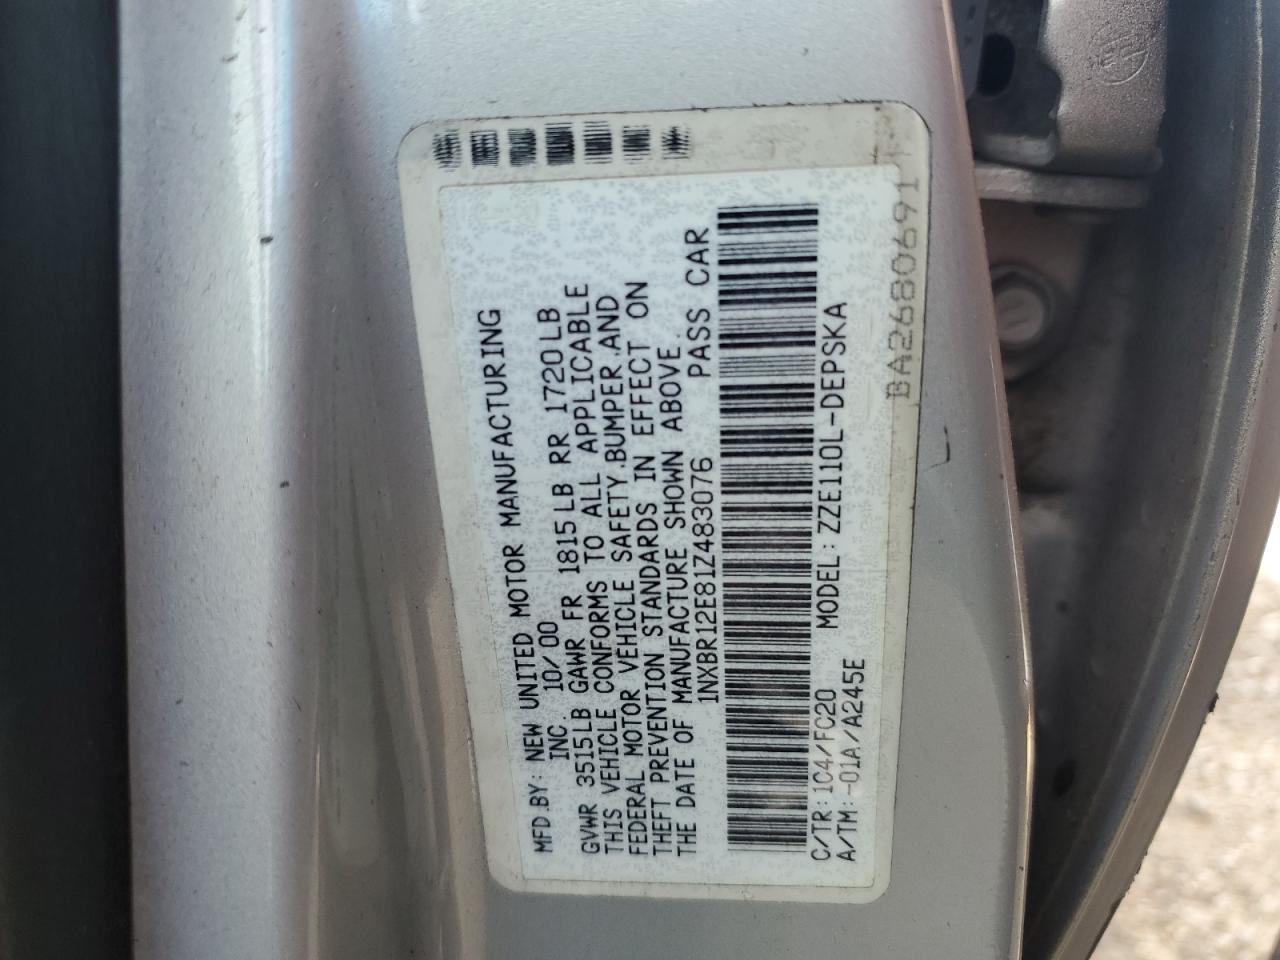 MFD.BY: NEW UNITED MOTOR MANUFACTURING
INC. 10/00
GVWR 3515LB GAWR FR 1815LB RR 1720LB
THIS VEHICLE CONFORMS TO ALL APPLICABLE
FEDERAL MOTOR VEHICLE SAFETY.BUMPER.AND
THEFT PREVENTION STANDARDS IN EFFECT ON
THE DATE OF MANUFACTURE SHOWN ABOVE.
1NXBR12E81Z483076 PASS CAR
C/TR:1C4/FC20 MODEL:ZZE110L-DEPSKA
A/TM:-01A/A245E
BA2680691